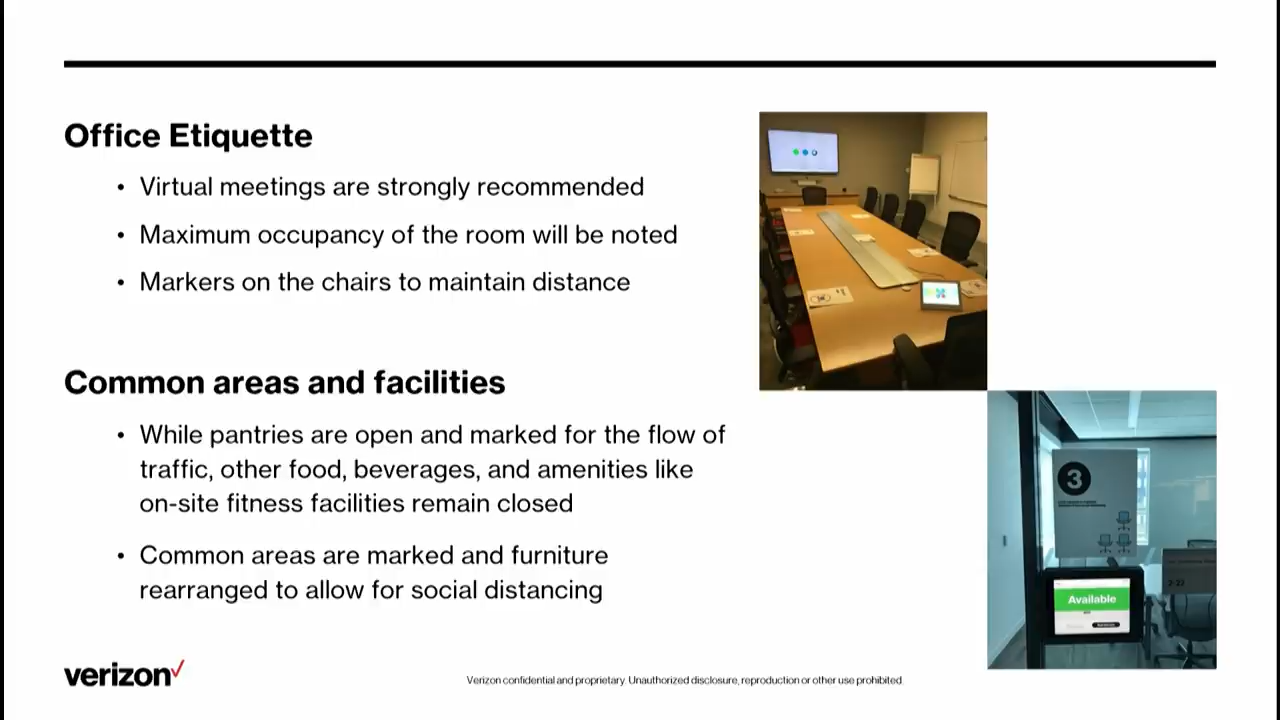 Office Etiquette
• Virtual meetings are strongly recommended
• Maximum occupancy of the room will be noted
• Markers on the chairs to maintain distance
Common areas and facilities
• While pantries are open and marked for the flow of
traffic, other food, beverages, and amenities like
on-site fitness facilities remain closed
• Common areas are marked and furniture
rearranged to allow for social distancing
3
Available
verizon
Verizon confidential and proprietary. Unauthorized disclosure, reproduction or other use prohibited.